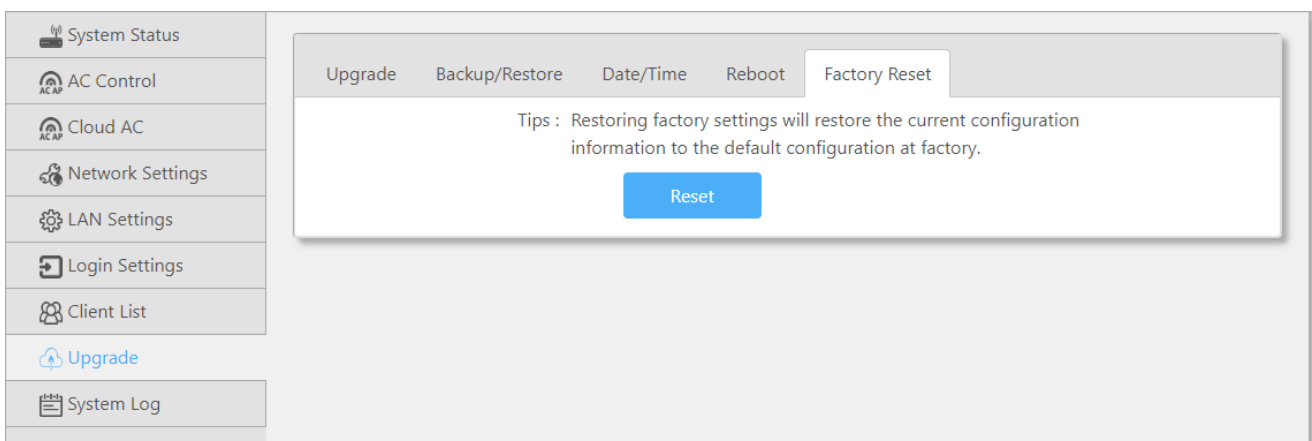 System Status
AC Control
Cloud AC
Network Settings
LAN Settings
Login Settings
Client List
Upgrade
System Log
Upgrade Backup/Restore Date/Time Reboot Factory Reset
Tips : Restoring factory settings will restore the current configuration
information to the default configuration at factory.
Reset